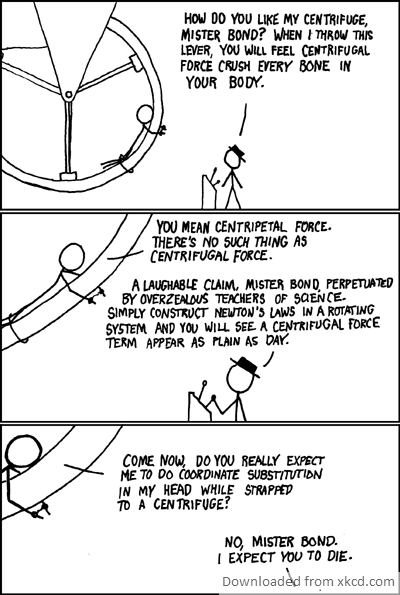 HOW DO YOU LIKE MY CENTRIFUGE,
MISTER BOND? WHEN I THROW THIS
LEVER, YOU WILL FEEL CENTRIFUGAL
FORCE CRUSH EVERY BONE IN
YOUR BODY.
YOU MEAN CENTRIPETAL FORCE.
THERE'S NO SUCH THING AS
CENTRIFUGAL FORCE.
A LAUGHABLE CLAIM, MISTER BOND, PERPETUATED
BY OVERZEALOUS TEACHERS OF SCIENCE.
SIMPLY CONSTRUCT NEWTON'S LAWS IN A ROTATING
SYSTEM AND YOU WILL SEE A CENTRIFUGAL FORCE
TERM APPEAR AS PLAIN AS DAY.
COME NOW, DO YOU REALLY EXPECT
ME TO DO COORDINATE SUBSTITUTION
IN MY HEAD WHILE STRAPPED
TO A CENTRIFUGE?
NO, MISTER BOND.
I EXPECT YOU TO DIE.
Downloaded from xkcd.com